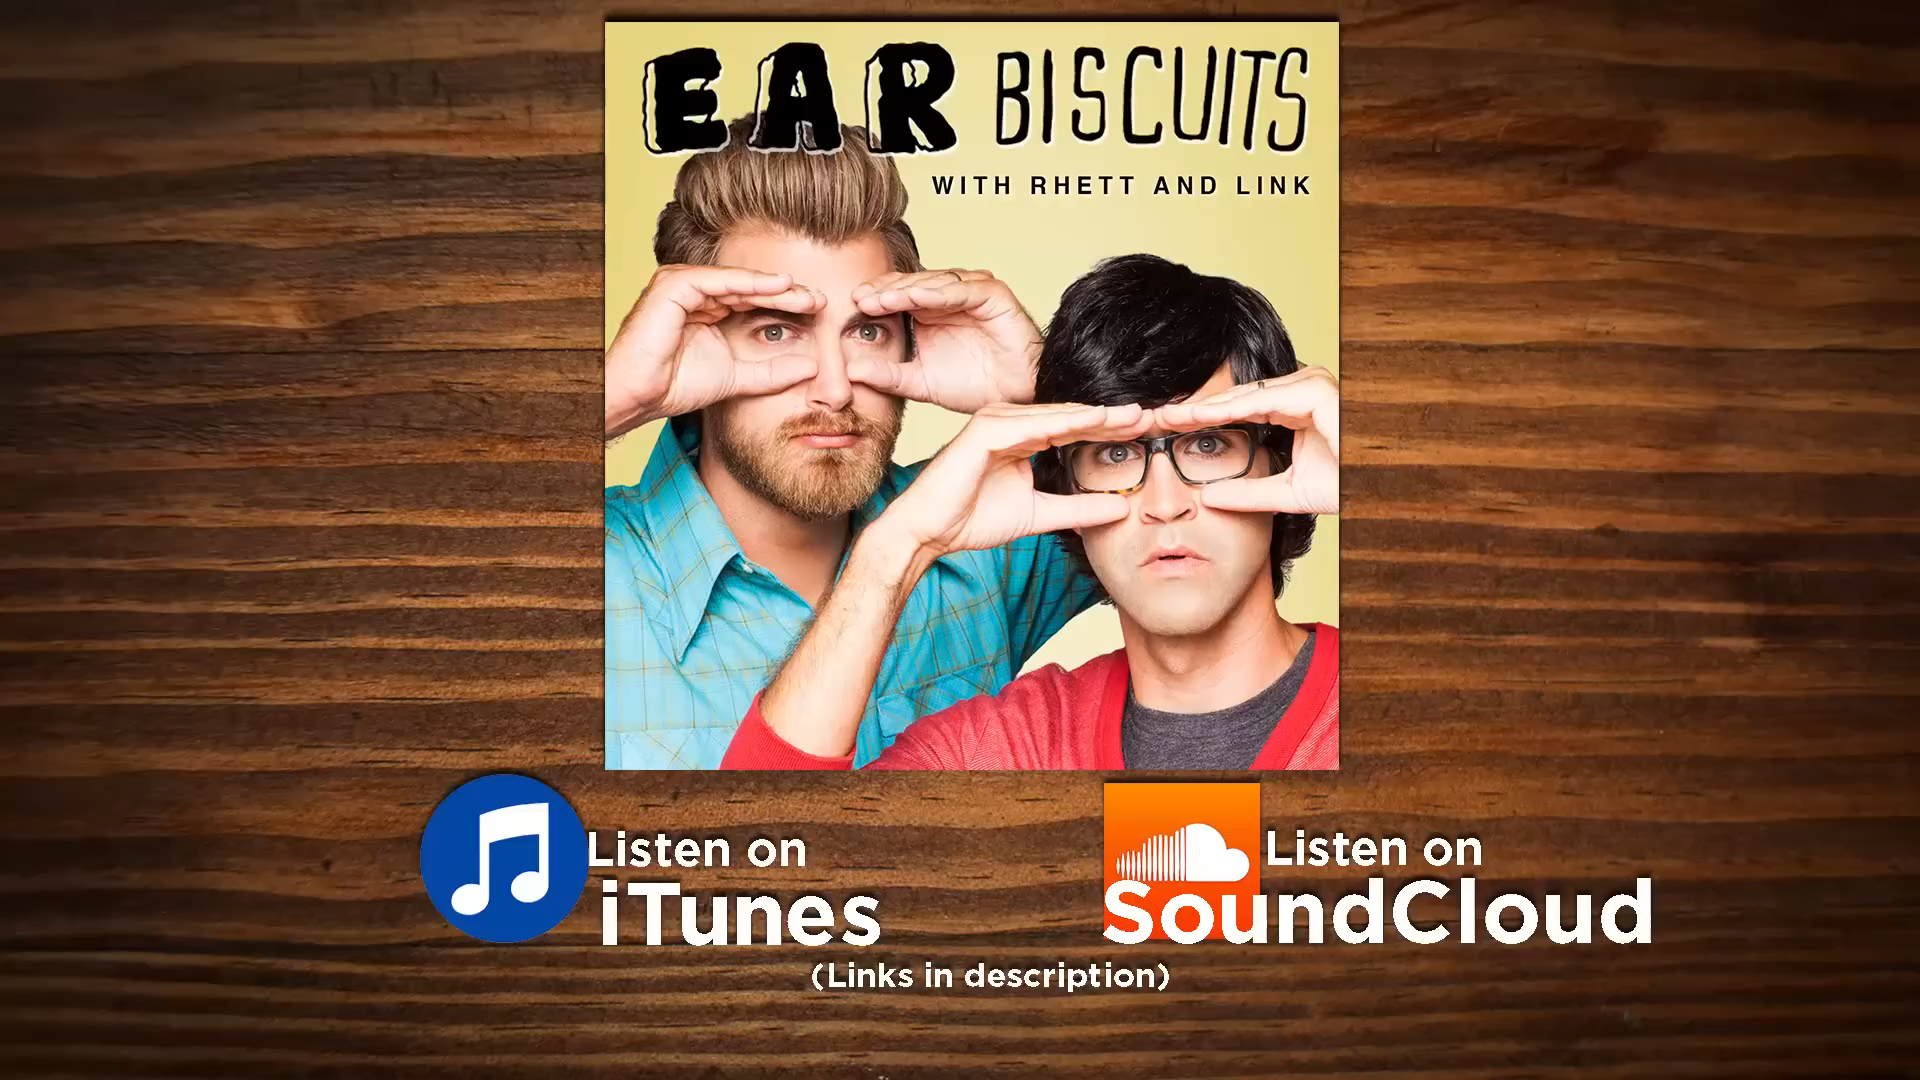 EAR BISCUITS
WITH RHETT AND LINK
Listen on
iTunes
Listen on
SoundCloud
(Links in description)